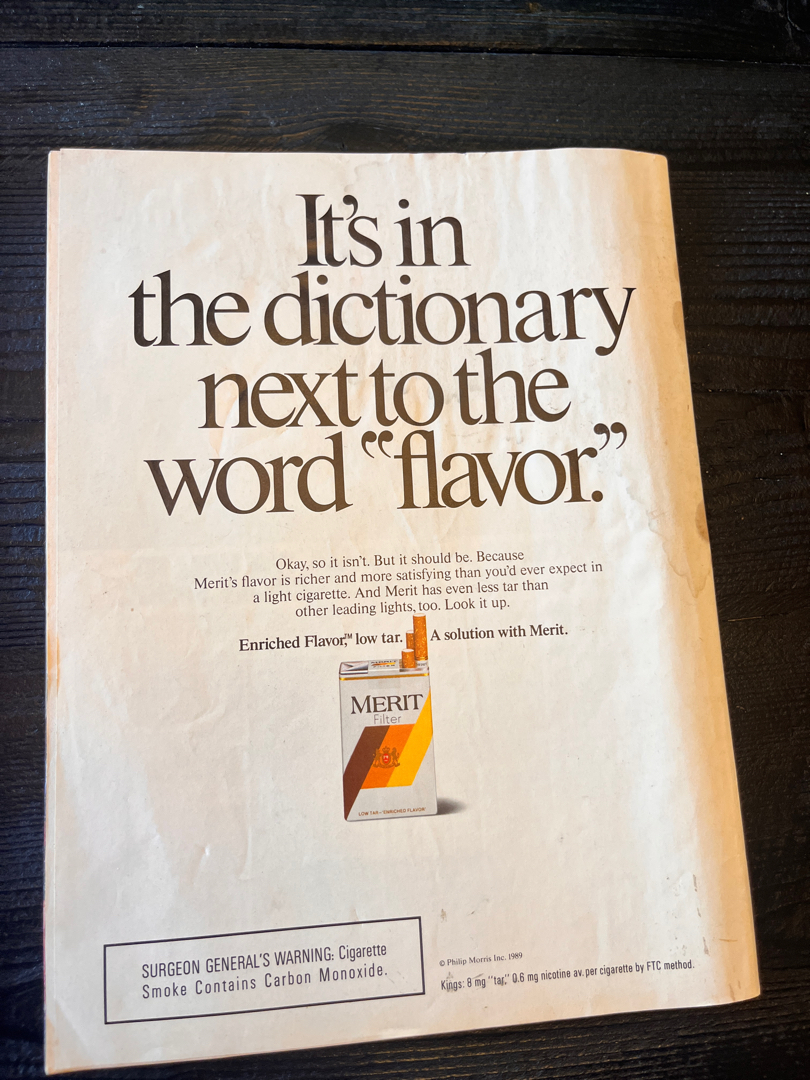 It's in
the dictionary
next to the
word “flavor.”
Okay, so it isn't. But it should be. Because
Merit's flavor is richer and more satisfying than you'd ever expect in
a light cigarette. And Merit has even less tar than
other leading lights, too. Look it up.
Enriched Flavor,™ low tar. A solution with Merit.
MERIT
Filter
LOW TAR—'ENRICHED FLAVOR'
SURGEON GENERAL'S WARNING: Cigarette
Smoke Contains Carbon Monoxide.
© Philip Morris Inc. 1989
Kings: 8 mg "tar," 0.6 mg nicotine av. per cigarette by FTC method.